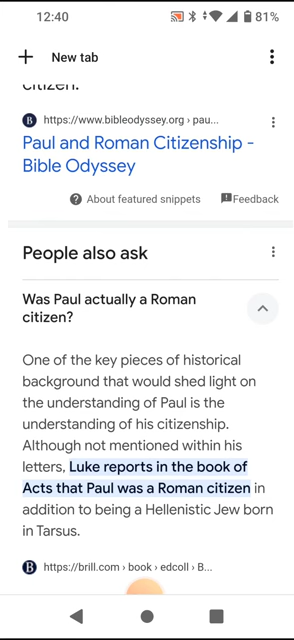 12:40
81%
New tab
citizen.
https://www.bibleodyssey.org › pau...
Paul and Roman Citizenship -
Bible Odyssey
About featured snippets
Feedback
People also ask
Was Paul actually a Roman
citizen?
One of the key pieces of historical
background that would shed light on
the understanding of Paul is the
understanding of his citizenship.
Although not mentioned within his
letters, Luke reports in the book of
Acts that Paul was a Roman citizen in
addition to being a Hellenistic Jew born
in Tarsus.
https://brill.com › book › edcoll › B...